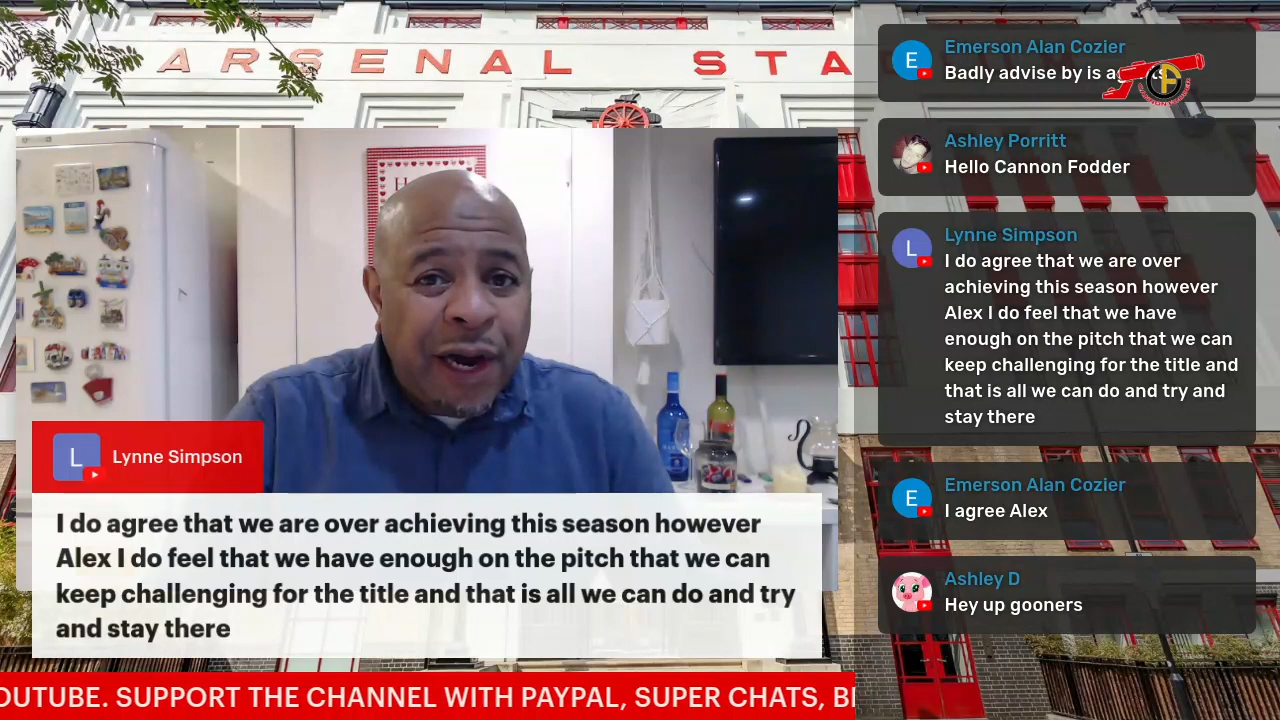 ARSENAL STA
Emerson Alan Cozier
Badly advise by is
Ashley Porritt
Hello Cannon Fodder
L
Lynne Simpson
I do agree that we are over
achieving this season however
Alex I do feel that we have
enough on the pitch that we can
keep challenging for the title and
that is all we can do and try and
stay there
E
Emerson Alan Cozier
I agree Alex
Ashley D
Hey up gooners
L
Lynne Simpson
I do agree that we are over achieving this season however
Alex I do feel that we have enough on the pitch that we can
keep challenging for the title and that is all we can do and try
and stay there
OUTUBE. SUPPORT THE CHANNEL WITH PAYPAL, SUPER CHATS,